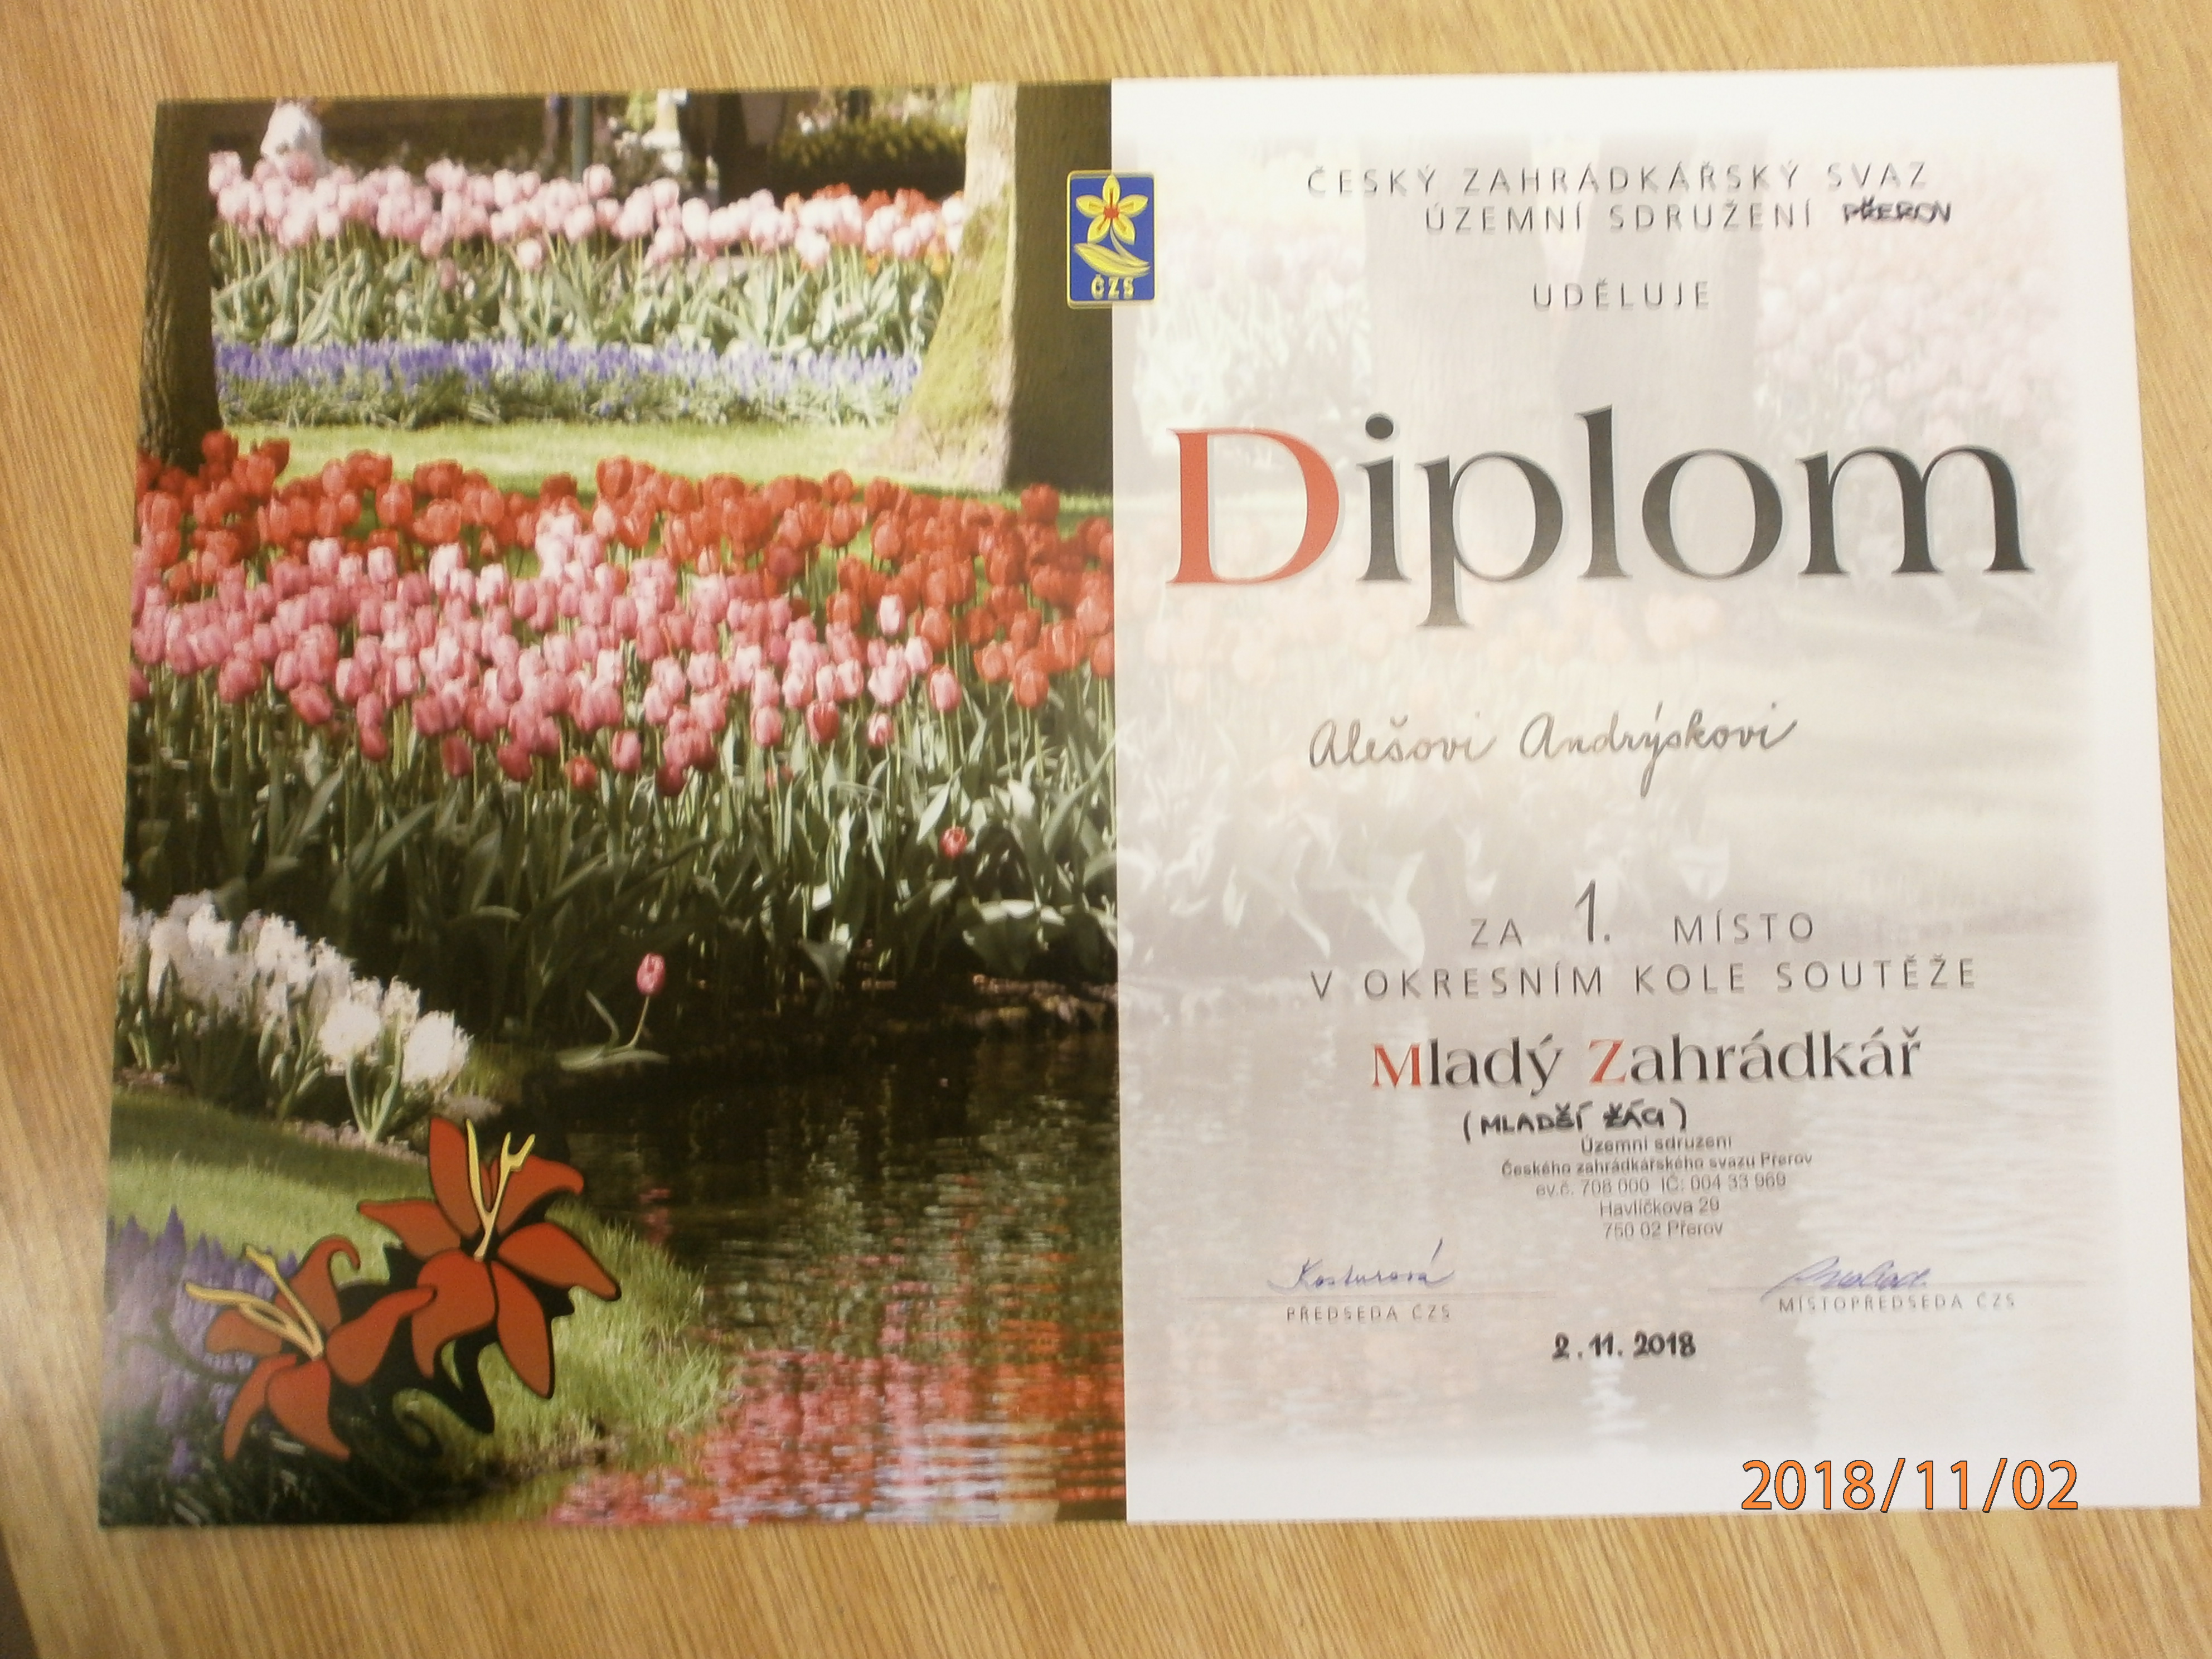 ČESKÝ ZAHRÁDKÁŘSKÝ SVAZ
ÚZEMNÍ SDRUŽENÍ PŘEROV
ČZS
UDĚLUJE
Diplom
Alešovi Andrýskovi
ZA 1. MÍSTO
V OKRESNÍM KOLE SOUTĚŽE
Mladý Zahrádkář
(MLADŠÍ ŽÁCI)
Územní sdružení
Českého zahrádkářského svazu Přerov
ev.č. 708 000 IČ: 004 33 969
Havlíčkova 29
750 02 Přerov
Kosturová
PŘEDSEDA ČZS
MÍSTOPŘEDSEDA ČZS
2.11.2018
2018/11/02